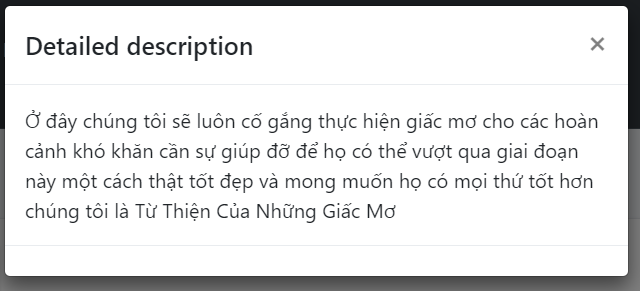 Detailed description ×
Ở đây chúng tôi sẽ luôn cố gắng thực hiện giấc mơ cho các hoàn
cảnh khó khăn cần sự giúp đỡ để họ có thể vượt qua giai đoạn
này một cách thật tốt đẹp và mong muốn họ có mọi thứ tốt hơn
chúng tôi là Từ Thiện Của Những Giấc Mơ